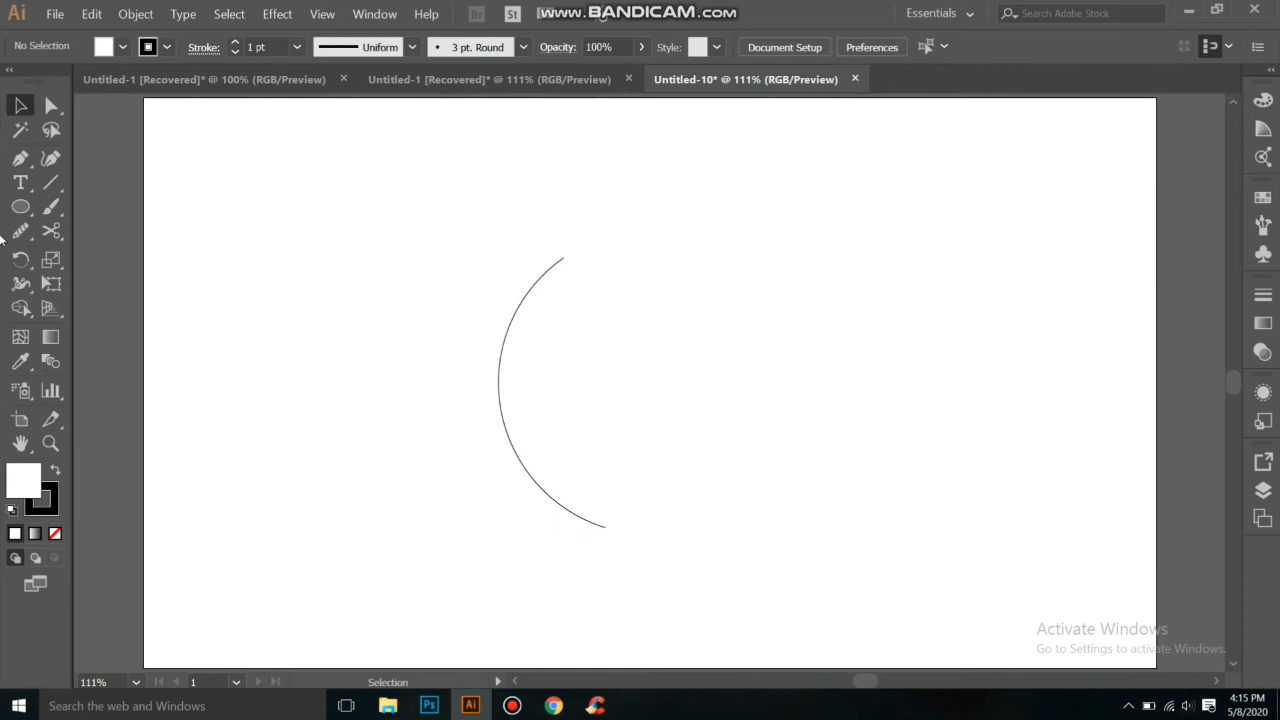 Ai File Edit Object Type Select Effect View Window Help Br St www.BANDICAM.com Essentials Search Adobe Stock
No Selection Stroke: 1 pt Uniform 3 pt. Round Opacity: 100% Style: Document Setup Preferences
Untitled-1 [Recovered]* @ 100% (RGB/Preview) × Untitled-1 [Recovered]* @ 111% (RGB/Preview) × Untitled-10* @ 111% (RGB/Preview) ×
Activate Windows
Go to Settings to activate Windows.
111% 1 Selection
Search the web and Windows Ps Ai 4:15 PM
5/8/2020